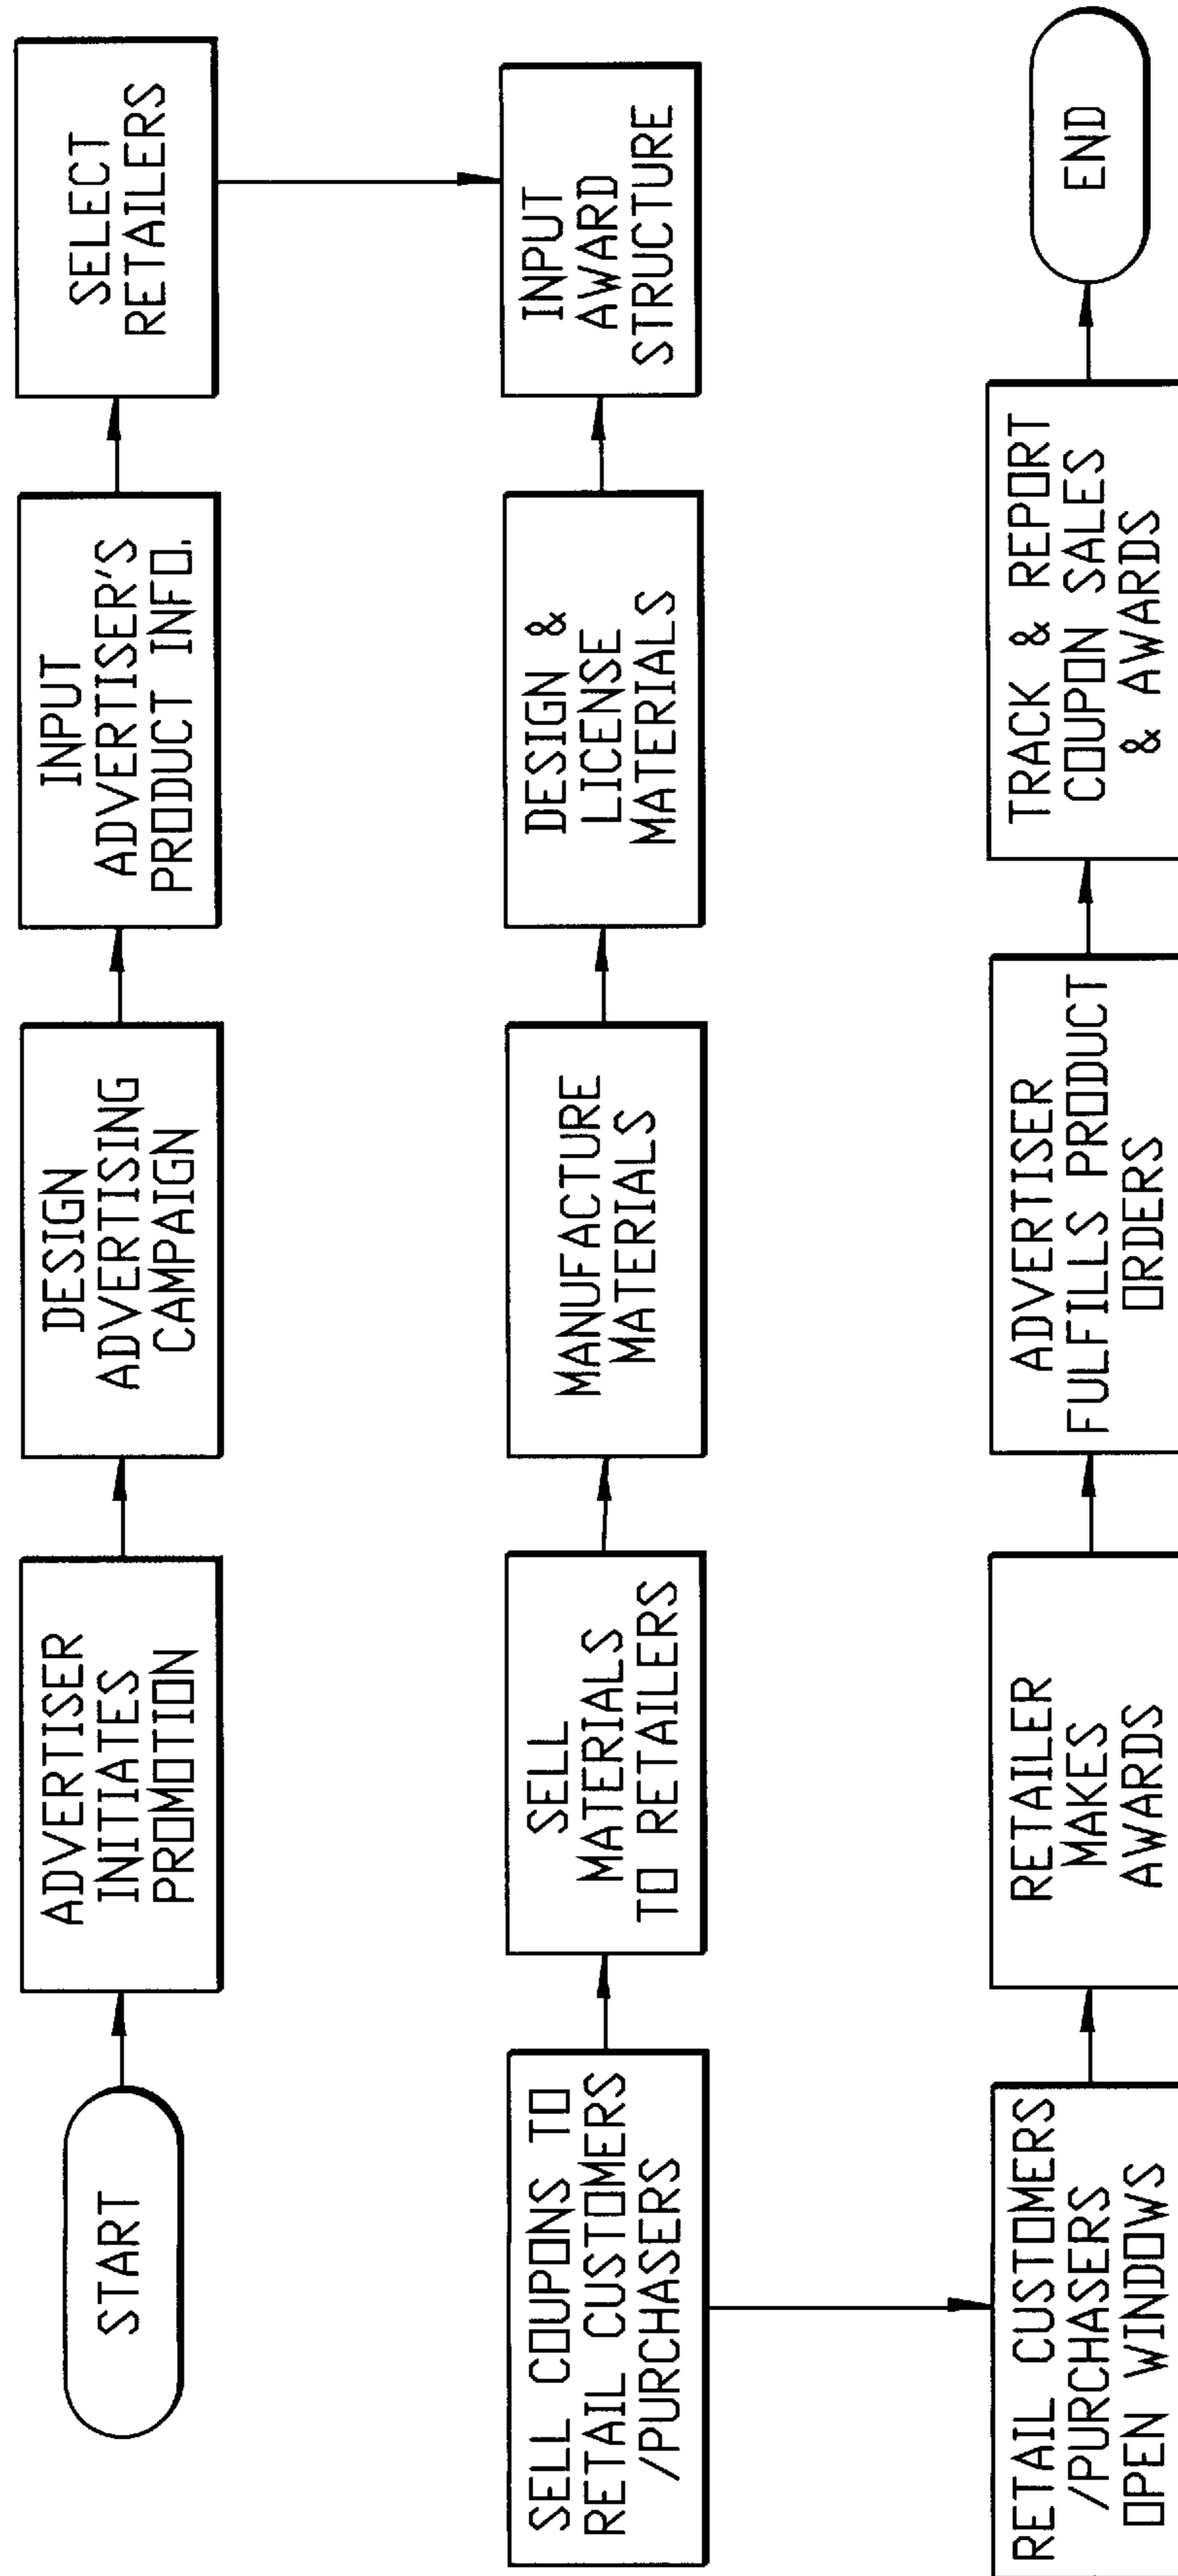 START
ADVERTISER
INITIATES
PROMOTION
DESIGN
ADVERTISING
CAMPAIGN
INPUT
ADVERTISER'S
PRODUCT INFO.
SELECT
RETAILERS
SELL COUPONS TO
RETAIL CUSTOMERS
/PURCHASERS
SELL
MATERIALS
TO RETAILERS
MANUFACTURE
MATERIALS
DESIGN &
LICENSE
MATERIALS
INPUT
AWARD
STRUCTURE
RETAIL CUSTOMERS
/PURCHASERS
OPEN WINDOWS
RETAILER
MAKES
AWARDS
ADVERTISER
FULFILLS PRODUCT
ORDERS
TRACK & REPORT
COUPON SALES
& AWARDS
END